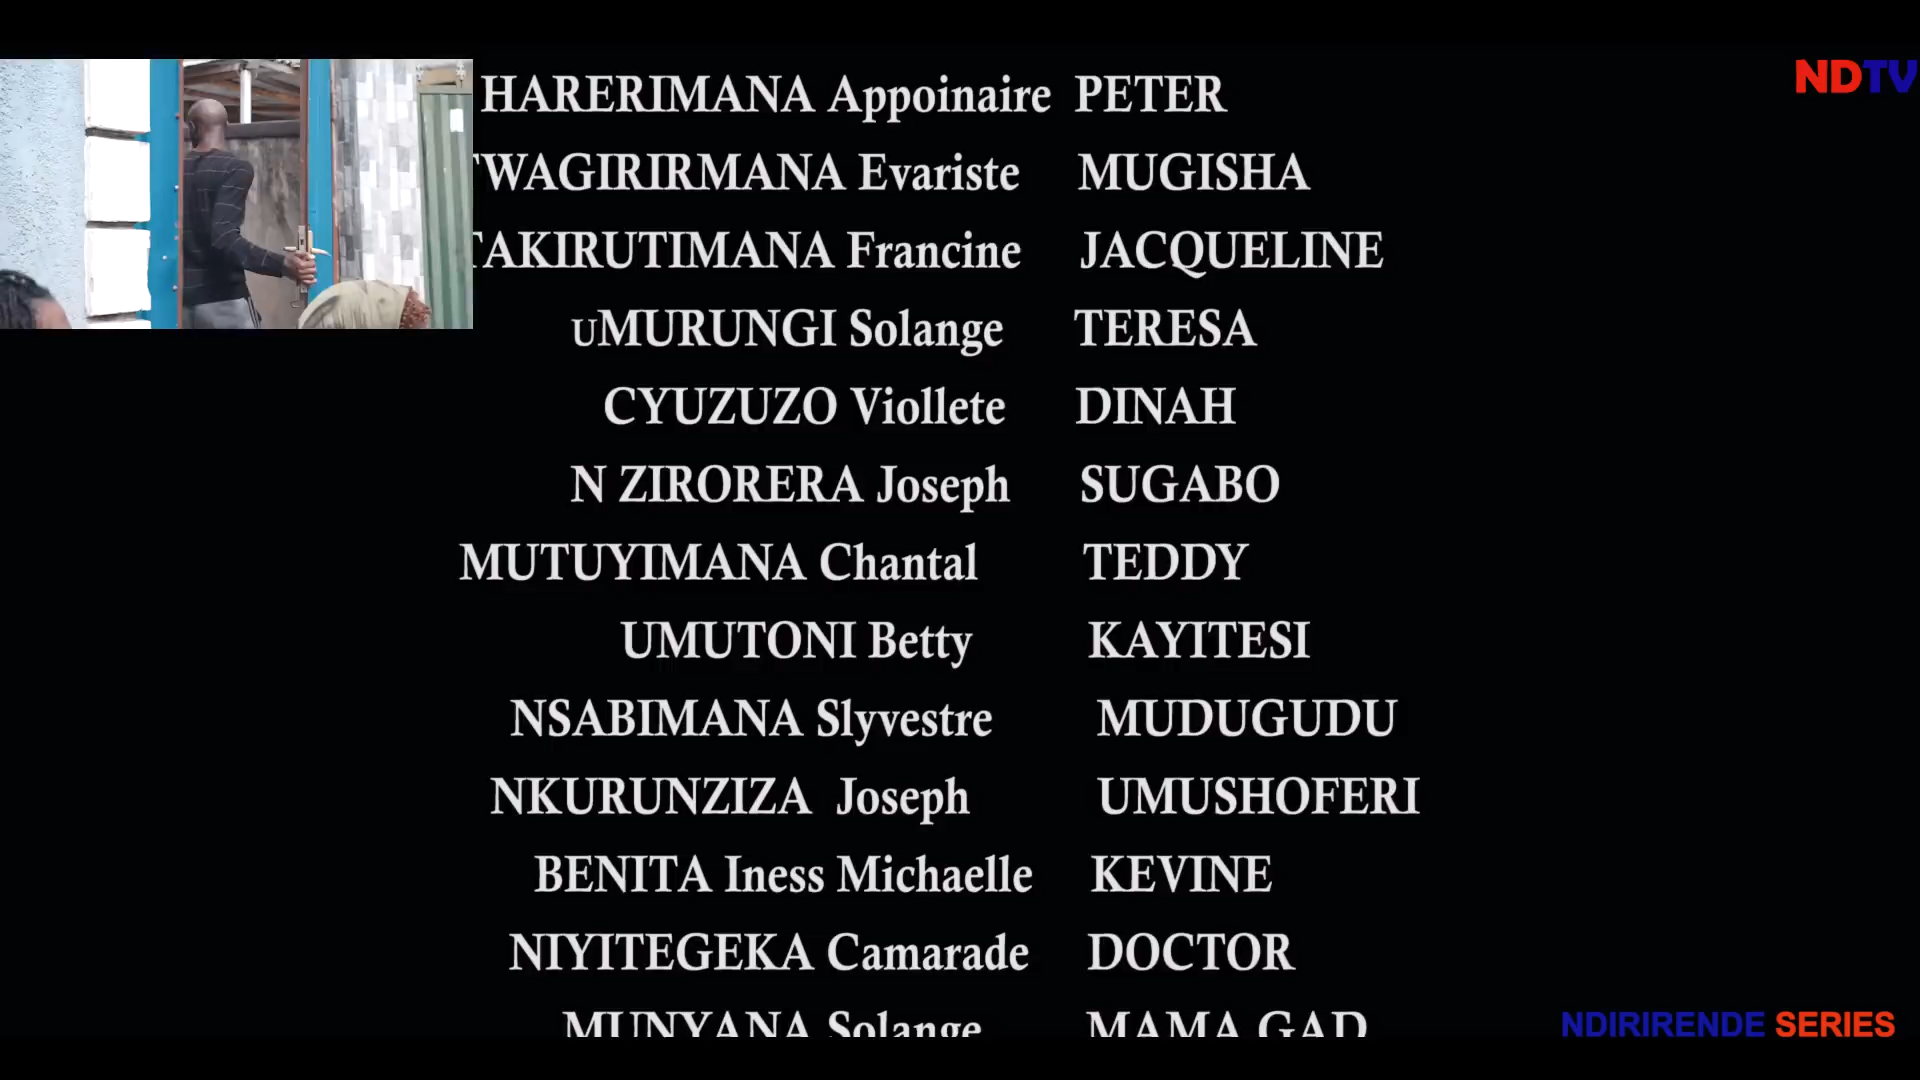 HARERIMANA Appoinaire PETER
NDTV
TWAGIRIRMANA Evariste MUGISHA
TAKIRUTIMANA Francine JACQUELINE
UMURUNGI Solange TERESA
CYUZUZO Viollete DINAH
N ZIRORERA Joseph SUGABO
MUTUYIMANA Chantal TEDDY
UMUTONI Betty KAYITESI
NSABIMANA Slyvestre MUDUGUDU
NKURUNZIZA Joseph UMUSHOFERI
BENITA Iness Michaelle KEVINE
NIYITEGEKA Camarade DOCTOR
MUNYANA Solange MAMA GAD
NDIRIRENDE SERIES